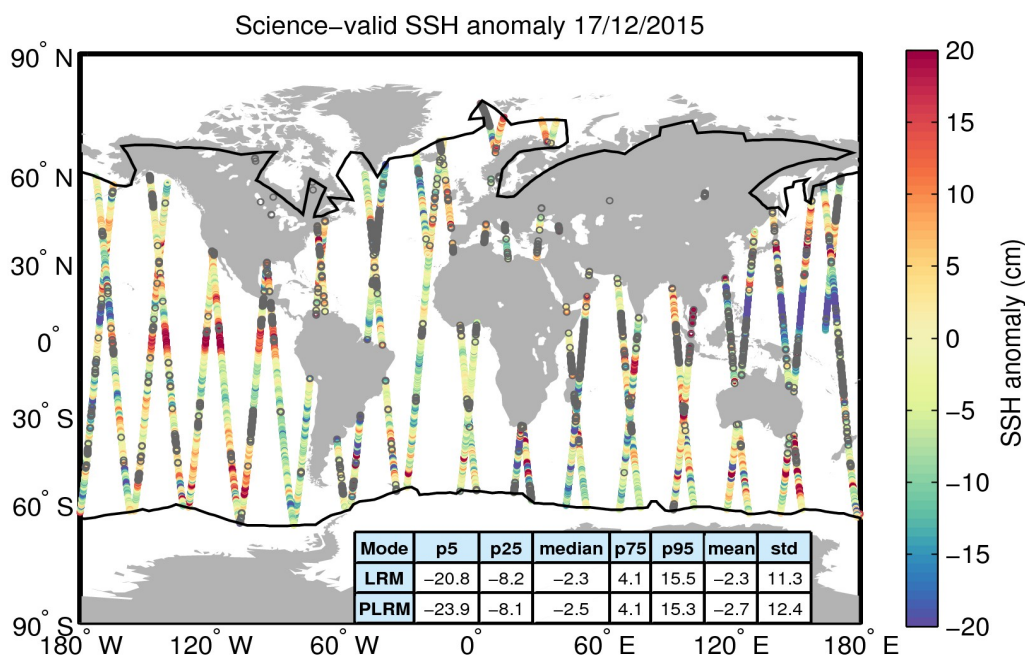 Science−valid SSH anomaly 17/12/2015
90° N
60° N
30° N
0°
30° S
60° S
90° S
180° W
120° W
60° W
0°
60° E
120° E
180° E
Mode p5 p25 median p75 p95 mean std
LRM −20.8 −8.2 −2.3 4.1 15.5 −2.3 11.3
PLRM −23.9 −8.1 −2.5 4.1 15.3 −2.7 12.4
20
15
10
5
0
−5
−10
−15
−20
SSH anomaly (cm)